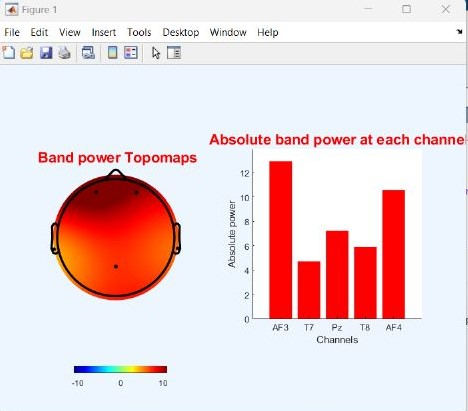 Figure 1
File Edit View Insert Tools Desktop Window Help
Band power Topomaps
-10 0 10
Absolute band power at each channe
Absolute power
12
10
8
6
4
2
0
AF3 T7 Pz T8 AF4
Channels